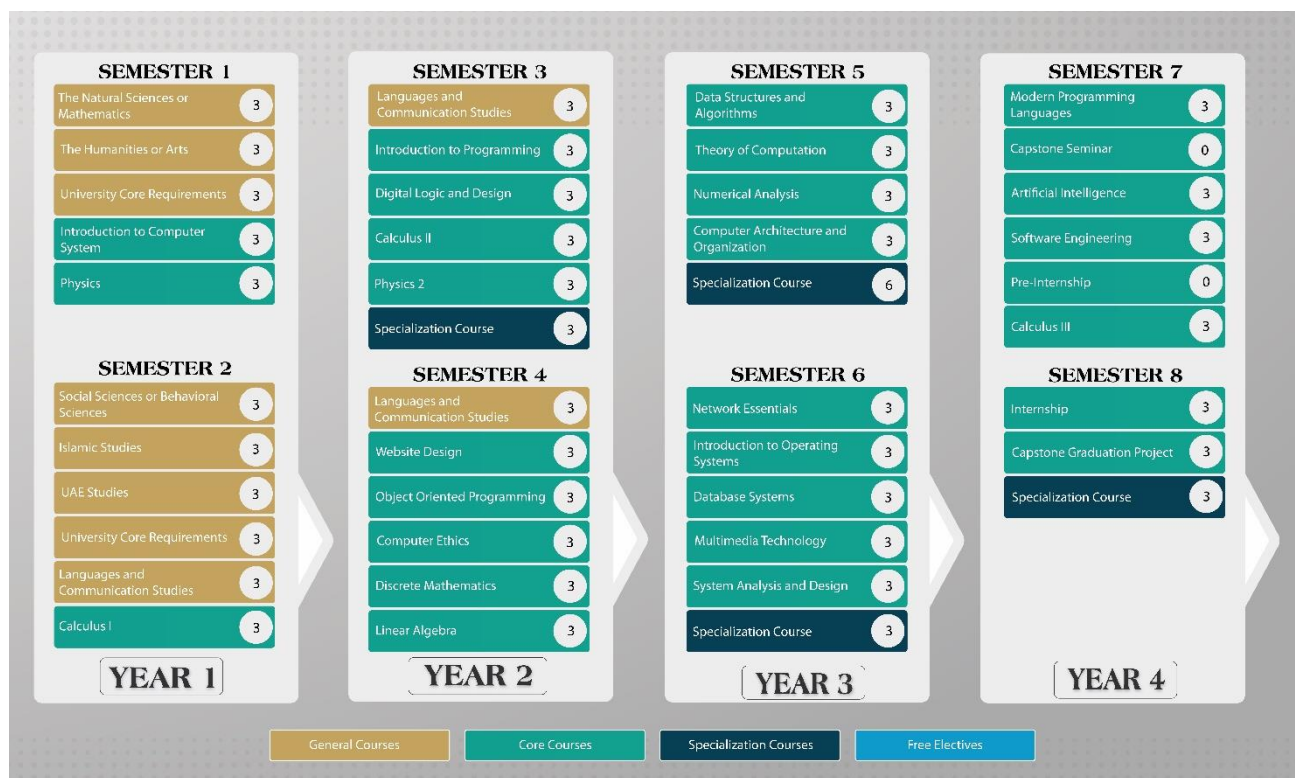 SEMESTER 1
The Natural Sciences or
Mathematics
3
The Humanities or Arts
3
University Core Requirements
3
Introduction to Computer
System
3
Physics
3
SEMESTER 2
Social Sciences or Behavioral
Sciences
3
Islamic Studies
3
UAE Studies
3
University Core Requirements
3
Languages and
Communication Studies
3
Calculus I
3
YEAR 1
SEMESTER 3
Languages and
Communication Studies
3
Introduction to Programming
3
Digital Logic and Design
3
Calculus II
3
Physics 2
3
Specialization Course
3
SEMESTER 4
Languages and
Communication Studies
3
Website Design
3
Object Oriented Programming
3
Computer Ethics
3
Discrete Mathematics
3
Linear Algebra
3
YEAR 2
SEMESTER 5
Data Structures and
Algorithms
3
Theory of Computation
3
Numerical Analysis
3
Computer Architecture and
Organization
3
Specialization Course
6
SEMESTER 6
Network Essentials
3
Introduction to Operating
Systems
3
Database Systems
3
Multimedia Technology
3
System Analysis and Design
3
Specialization Course
3
YEAR 3
SEMESTER 7
Modern Programming
Languages
3
Capstone Seminar
0
Artificial Intelligence
3
Software Engineering
3
Pre-Internship
0
Calculus III
3
SEMESTER 8
Internship
3
Capstone Graduation Project
3
Specialization Course
3
YEAR 4
General Courses
Core Courses
Specialization Courses
Free Electives